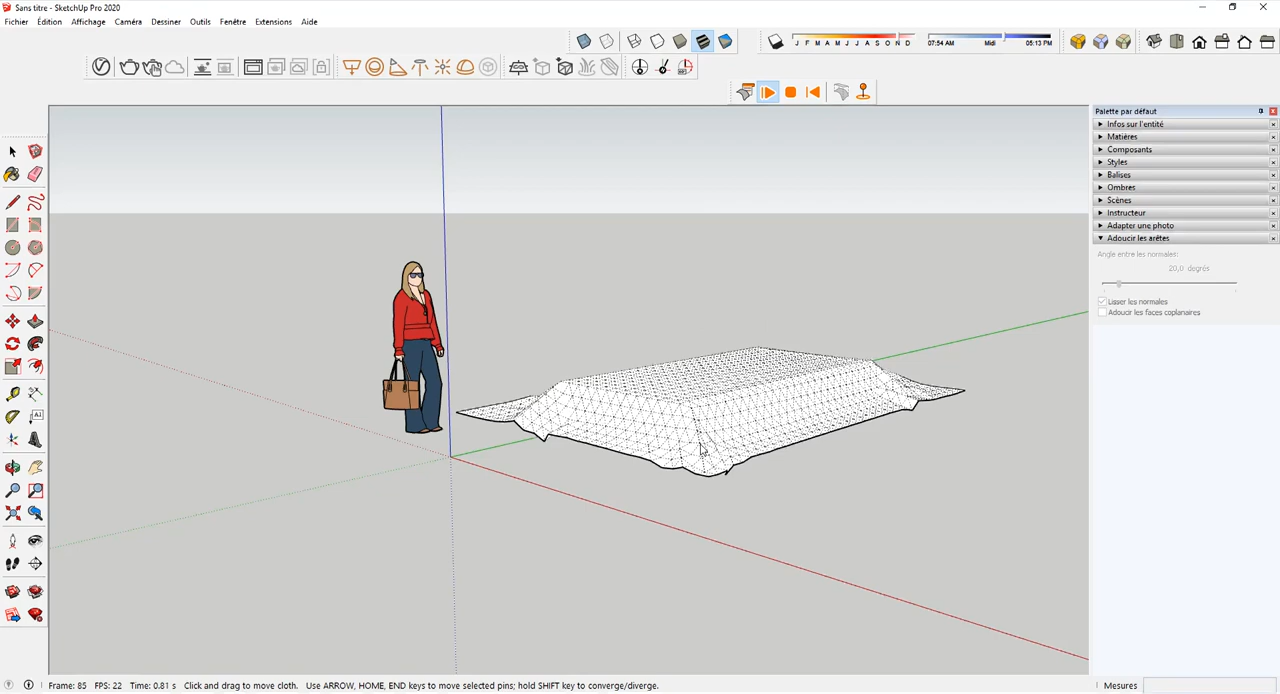 Sans titre - SketchUp Pro 2020
Fichier Édition Affichage Caméra Dessiner Outils Fenêtre Extensions Aide
J F M A M J J A S O N D 07:54 AM Midi 05:13 PM
Palette par défaut
Infos sur l'entité
Matières
Composants
Styles
Balises
Ombres
Scènes
Instructeur
Adapter une photo
Adoucir les arêtes
Angle entre les normales:
20,0 degrés
Lisser les normales
Adoucir les faces coplanaires
Frame: 85 FPS: 22 Time: 0.81 s Click and drag to move cloth. Use ARROW, HOME, END keys to move selected pins; hold SHIFT key to converge/diverge. Mesures